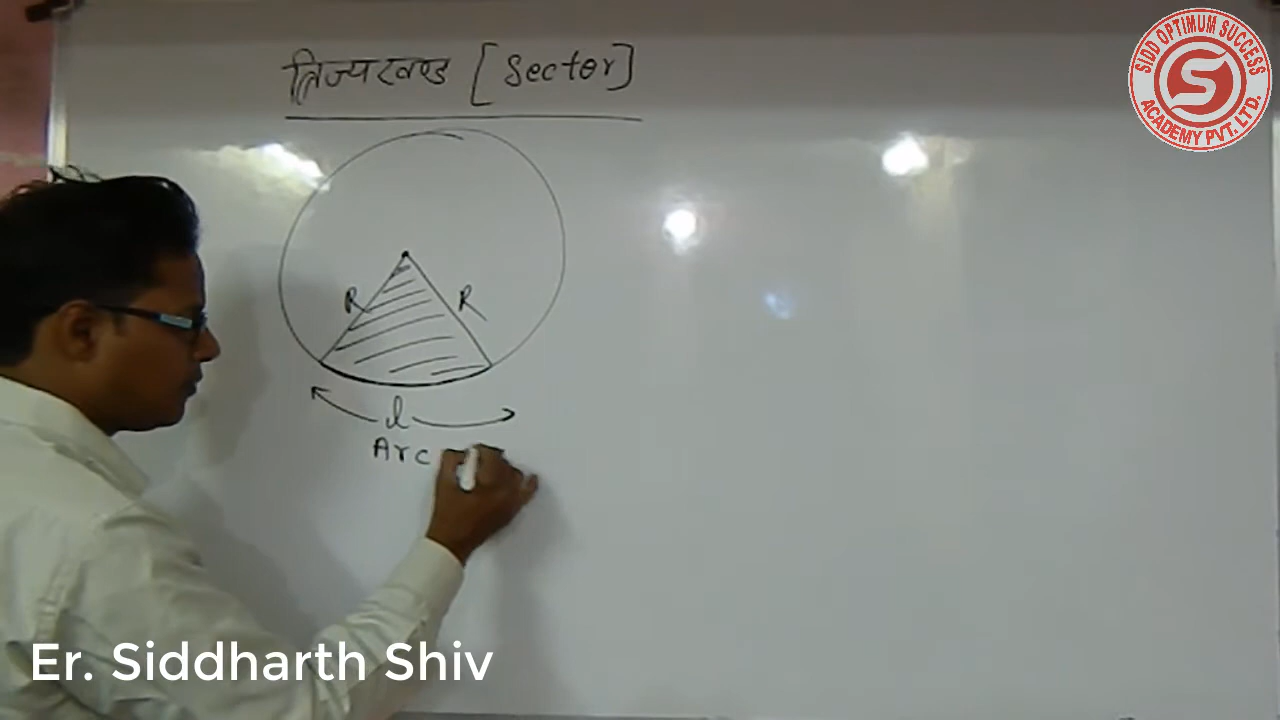 त्रिज्यखण्ड [Sector]
R R
l
Arc
SIDD OPTIMUM SUCCESS
S
ACADEMY PVT. LTD.
Er. Siddharth Shiv